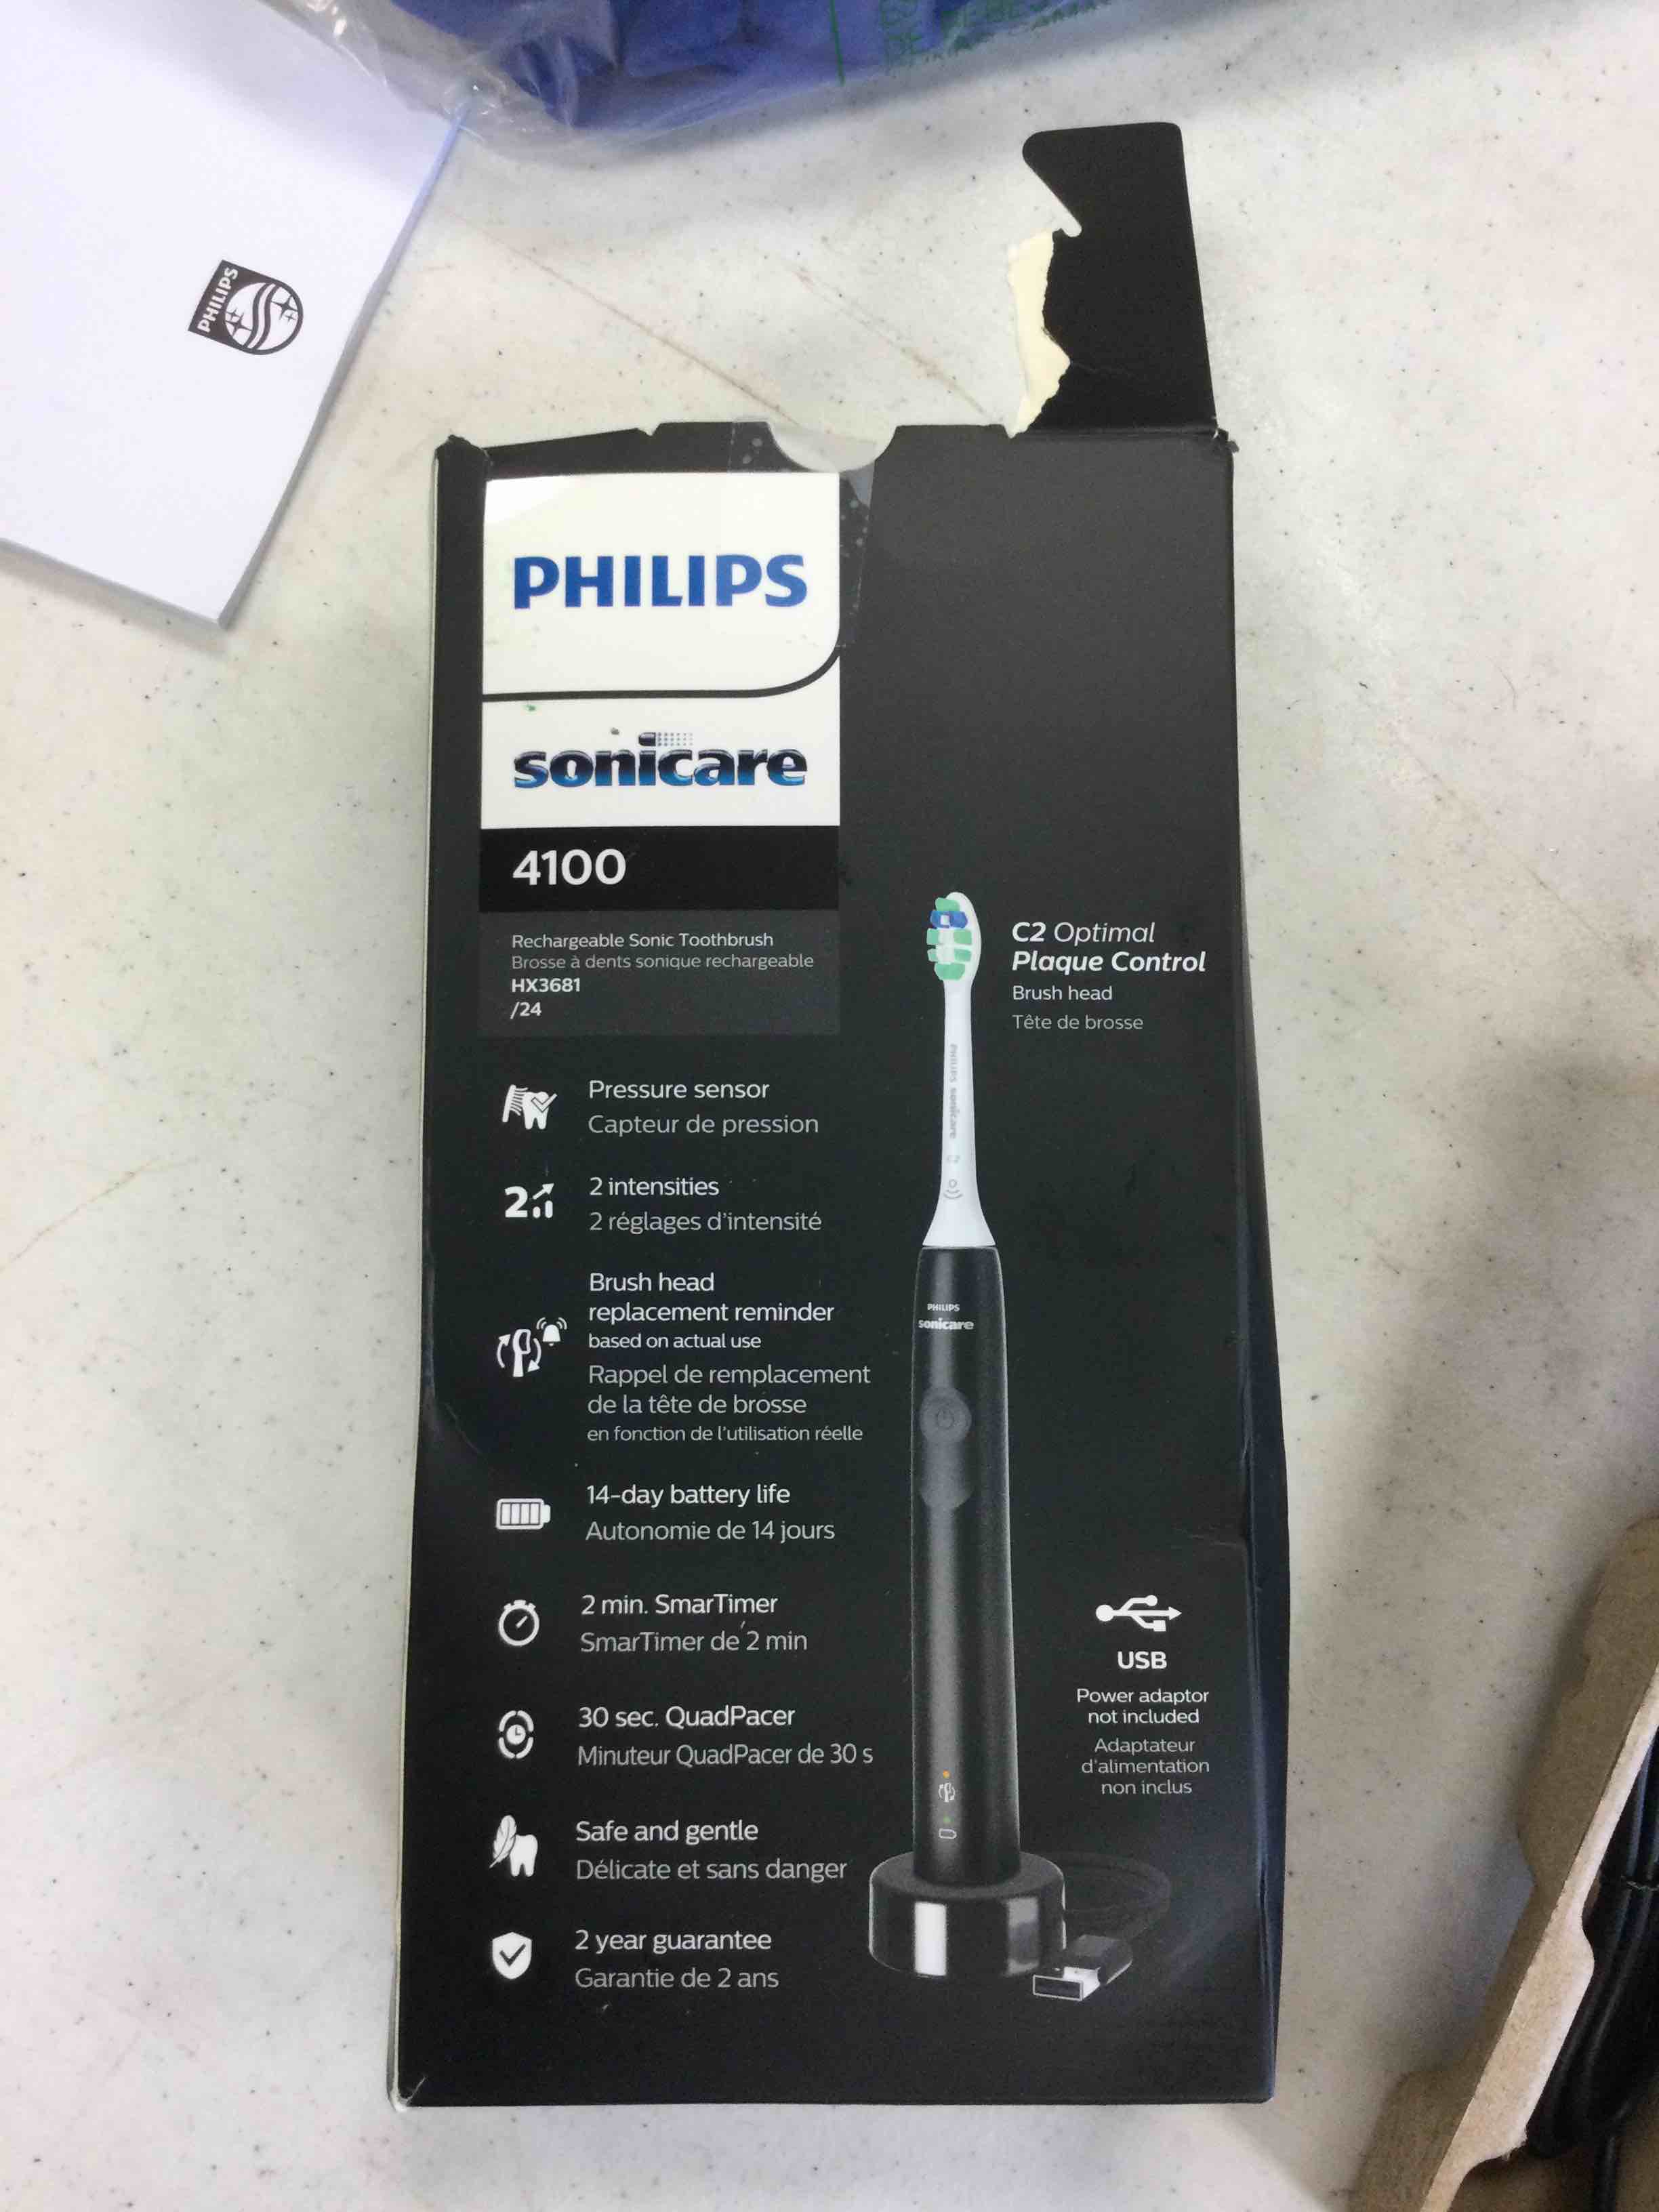 PHILIPS
PHILIPS
sonicare
4100
Rechargeable Sonic Toothbrush
Brosse à dents sonique rechargeable
HX3681
/24
C2 Optimal
Plaque Control
Brush head
Tête de brosse
PHILIPS sonicare
C2
Pressure sensor
Capteur de pression
2
2 intensities
2 réglages d'intensité
Brush head
replacement reminder
based on actual use
Rappel de remplacement
de la tête de brosse
en fonction de l'utilisation réelle
PHILIPS
sonicare
14-day battery life
Autonomie de 14 jours
2 min. SmarTimer
SmarTimer de 2 min
30 sec. QuadPacer
Minuteur QuadPacer de 30 s
Safe and gentle
Délicate et sans danger
2 year guarantee
Garantie de 2 ans
USB
Power adaptor
not included
Adaptateur
d'alimentation
non inclus